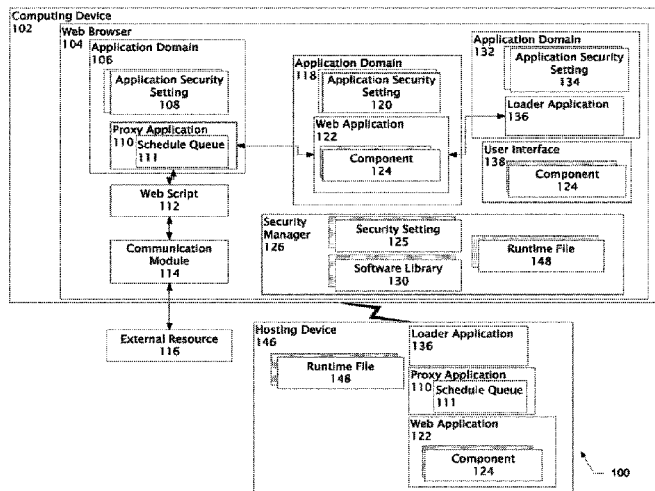 Computing Device
102
Web Browser
104
Application Domain
106
Application Security
Setting
108
Proxy Application
110
Schedule Queue
111
Web Script
112
Communication
Module
114
External Resource
116
Application Domain
118
Application Security
Setting
120
Web Application
122
Component
124
Application Domain
132
Application Security
Setting
134
Loader Application
136
User Interface
138
Component
124
Security
Manager
126
Security Setting
125
Software Library
130
Runtime File
148
Hosting Device
146
Runtime File
148
Loader Application
136
Proxy Application
110
Schedule Queue
111
Web Application
122
Component
124
100